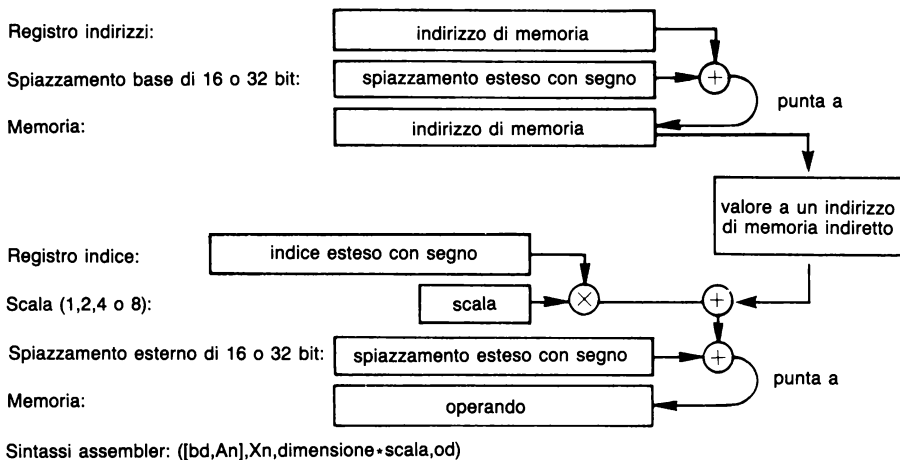 Registro indirizzi:
indirizzo di memoria
Spiazzamento base di 16 o 32 bit:
spiazzamento esteso con segno
punta a
Memoria:
indirizzo di memoria
valore a un indirizzo
di memoria indiretto
Registro indice:
indice esteso con segno
Scala (1,2,4 o 8):
scala
Spiazzamento esterno di 16 o 32 bit:
spiazzamento esteso con segno
punta a
Memoria:
operando
Sintassi assembler: ([bd,An],Xn,dimensione*scala,od)